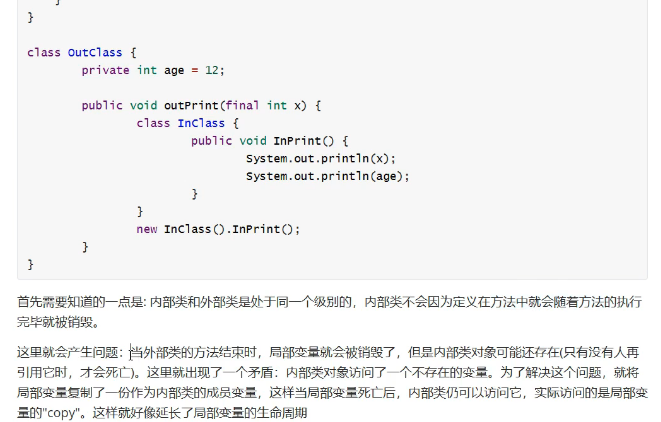 }
class OutClass {
private int age = 12;
public void outPrint(final int x) {
class InClass {
public void InPrint() {
System.out.println(x);
System.out.println(age);
}
}
new InClass().InPrint();
}
}
首先需要知道的一点是: 内部类和外部类是处于同一个级别的，内部类不会因为定义在方法中就会随着方法的执行
完毕就被销毁。
这里就会产生问题：当外部类的方法结束时，局部变量就会被销毁了，但是内部类对象可能还存在(只有没有人再
引用它时，才会死亡)。这里就出现了一个矛盾：内部类对象访问了一个不存在的变量。为了解决这个问题，就将
局部变量复制了一份作为内部类的成员变量，这样当局部变量死亡后，内部类仍可以访问它，实际访问的是局部变
量的"copy"。这样就好像延长了局部变量的生命周期